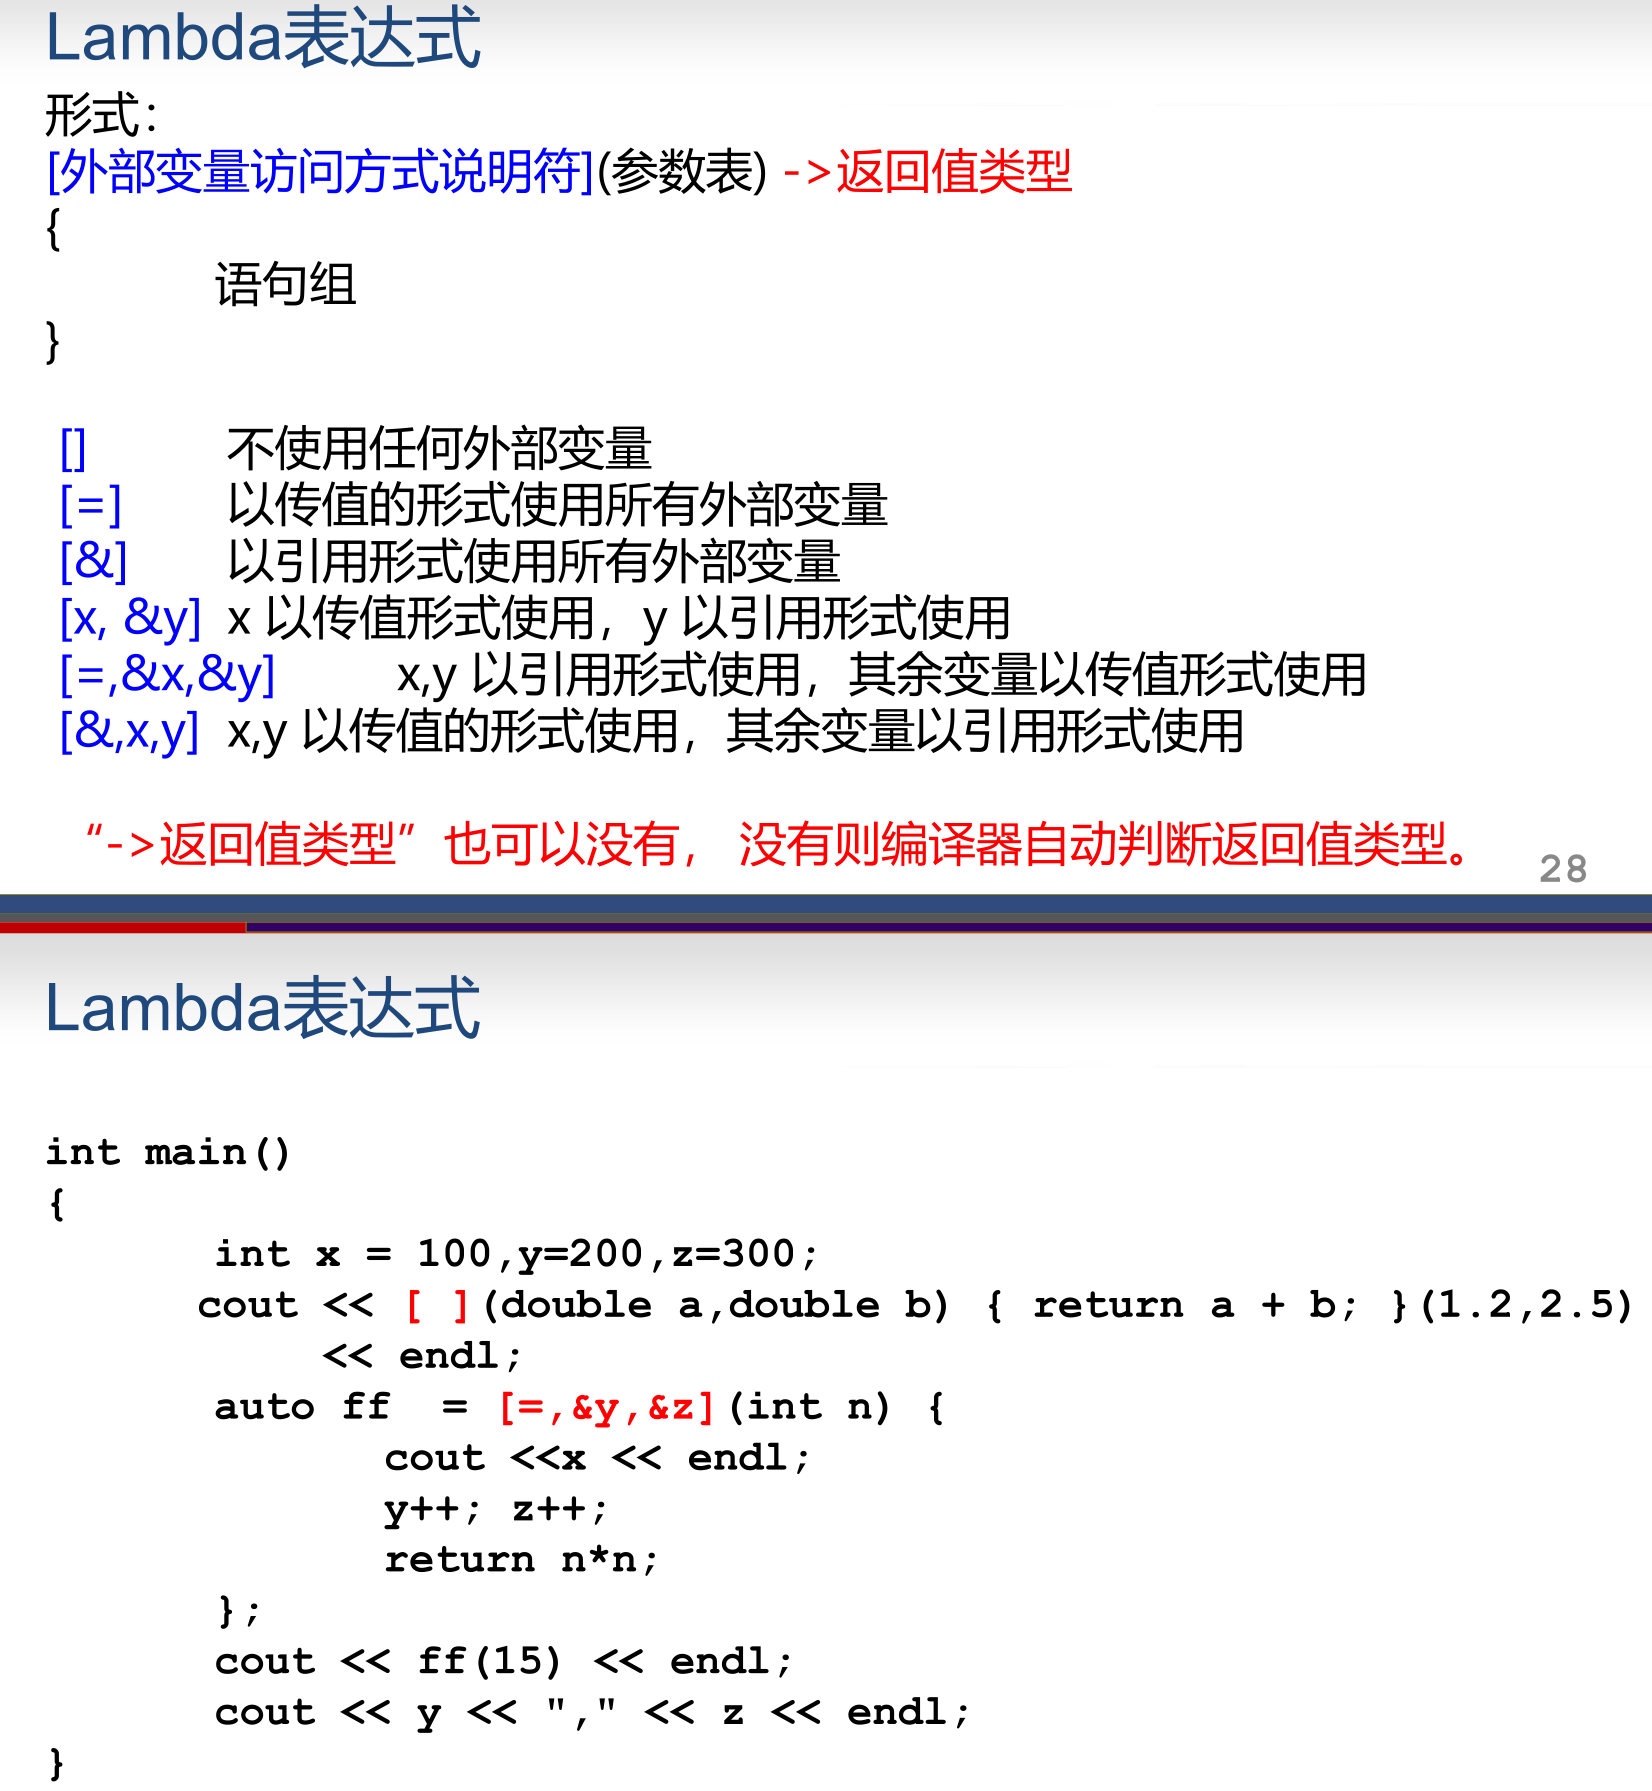 Lambda表达式
形式：
[外部变量访问方式说明符](参数表) ->返回值类型
{
语句组
}
[] 不使用任何外部变量
[=] 以传值的形式使用所有外部变量
[&] 以引用形式使用所有外部变量
[x, &y] x 以传值形式使用，y 以引用形式使用
[=,&x,&y] x,y 以引用形式使用，其余变量以传值形式使用
[&,x,y] x,y 以传值的形式使用，其余变量以引用形式使用
“->返回值类型”也可以没有， 没有则编译器自动判断返回值类型。
28
Lambda表达式
int main()
{
int x = 100,y=200,z=300;
cout << [ ](double a,double b) { return a + b; }(1.2,2.5)
<< endl;
auto ff  = [=,&y,&z](int n) {
cout <<x << endl;
y++; z++;
return n*n;
};
cout << ff(15) << endl;
cout << y << "," << z << endl;
}